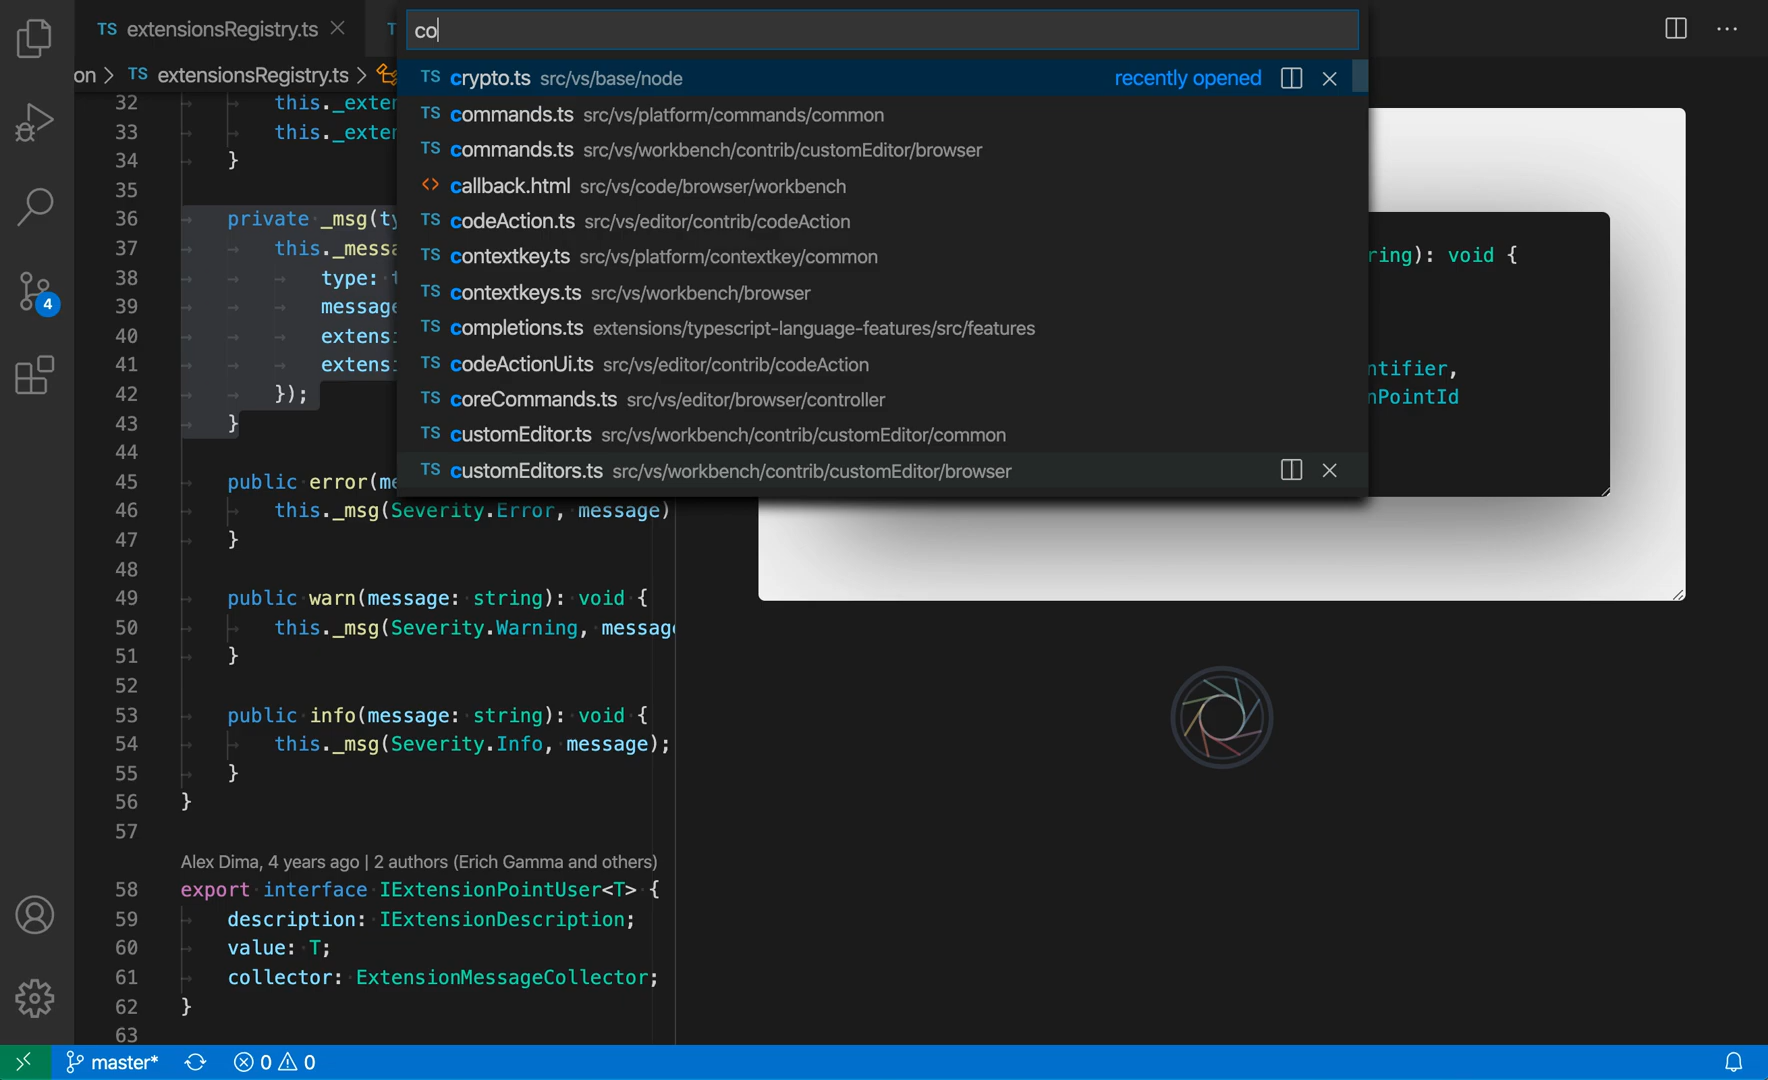 TS extensionsRegistry.ts
co
on > TS extensionsRegistry.ts >
TS crypto.ts src/vs/base/node recently opened
TS commands.ts src/vs/platform/commands/common
TS commands.ts src/vs/workbench/contrib/customEditor/browser
<> callback.html src/vs/code/browser/workbench
TS codeAction.ts src/vs/editor/contrib/codeAction
TS contextkey.ts src/vs/platform/contextkey/common
TS contextkeys.ts src/vs/workbench/browser
TS completions.ts extensions/typescript-language-features/src/features
TS codeActionUi.ts src/vs/editor/contrib/codeAction
TS coreCommands.ts src/vs/editor/browser/controller
TS customEditor.ts src/vs/workbench/contrib/customEditor/common
TS customEditors.ts src/vs/workbench/contrib/customEditor/browser
32 this._exten
33 this._exten
34 }
35
36 private _msg(ty
37 this._messa
38 type: t
39 message
40 extensi
41 extensi
42 });
43 }
44
45 public error(me
46 this._msg(Severity.Error, message)
47 }
48
49 public warn(message: string): void {
50 this._msg(Severity.Warning, message
51 }
52
53 public info(message: string): void {
54 this._msg(Severity.Info, message);
55 }
56 }
57
Alex Dima, 4 years ago | 2 authors (Erich Gamma and others)
58 export interface IExtensionPointUser<T> {
59 description: IExtensionDescription;
60 value: T;
61 collector: ExtensionMessageCollector;
62 }
63
ring): void {
ntifier,
nPointId
4
master* 0 0